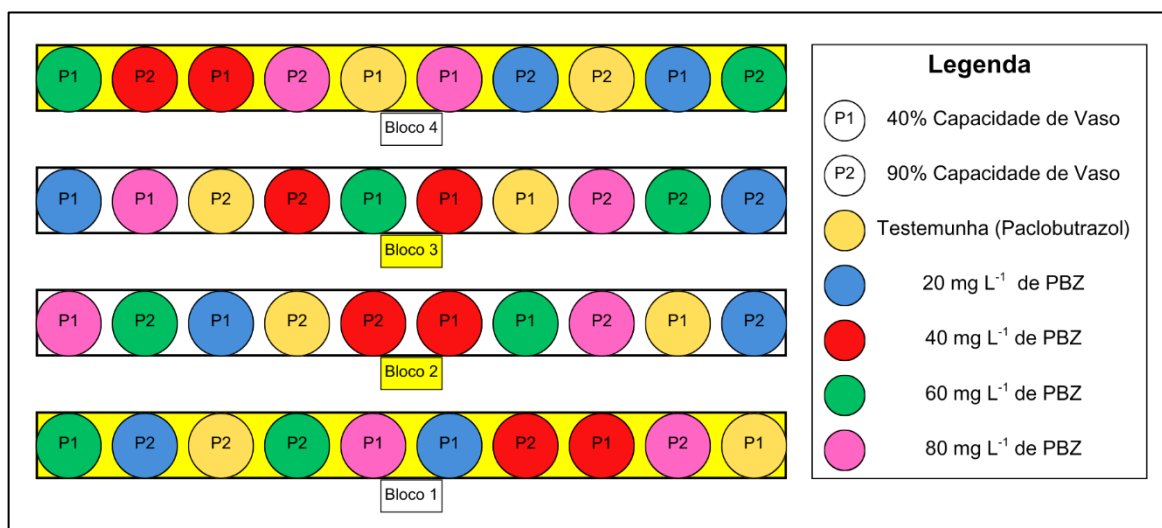 P1 P2 P1 P2 P1 P1 P2 P2 P1 P2
Bloco 4
P1 P1 P2 P2 P1 P1 P1 P2 P2 P2
Bloco 3
P1 P2 P1 P2 P2 P1 P1 P2 P1 P2
Bloco 2
P1 P2 P2 P2 P1 P1 P2 P1 P2 P1
Bloco 1
Legenda
P1 40% Capacidade de Vaso
P2 90% Capacidade de Vaso
Testemunha (Paclobutrazol)
20 mg L⁻¹ de PBZ
40 mg L⁻¹ de PBZ
60 mg L⁻¹ de PBZ
80 mg L⁻¹ de PBZ